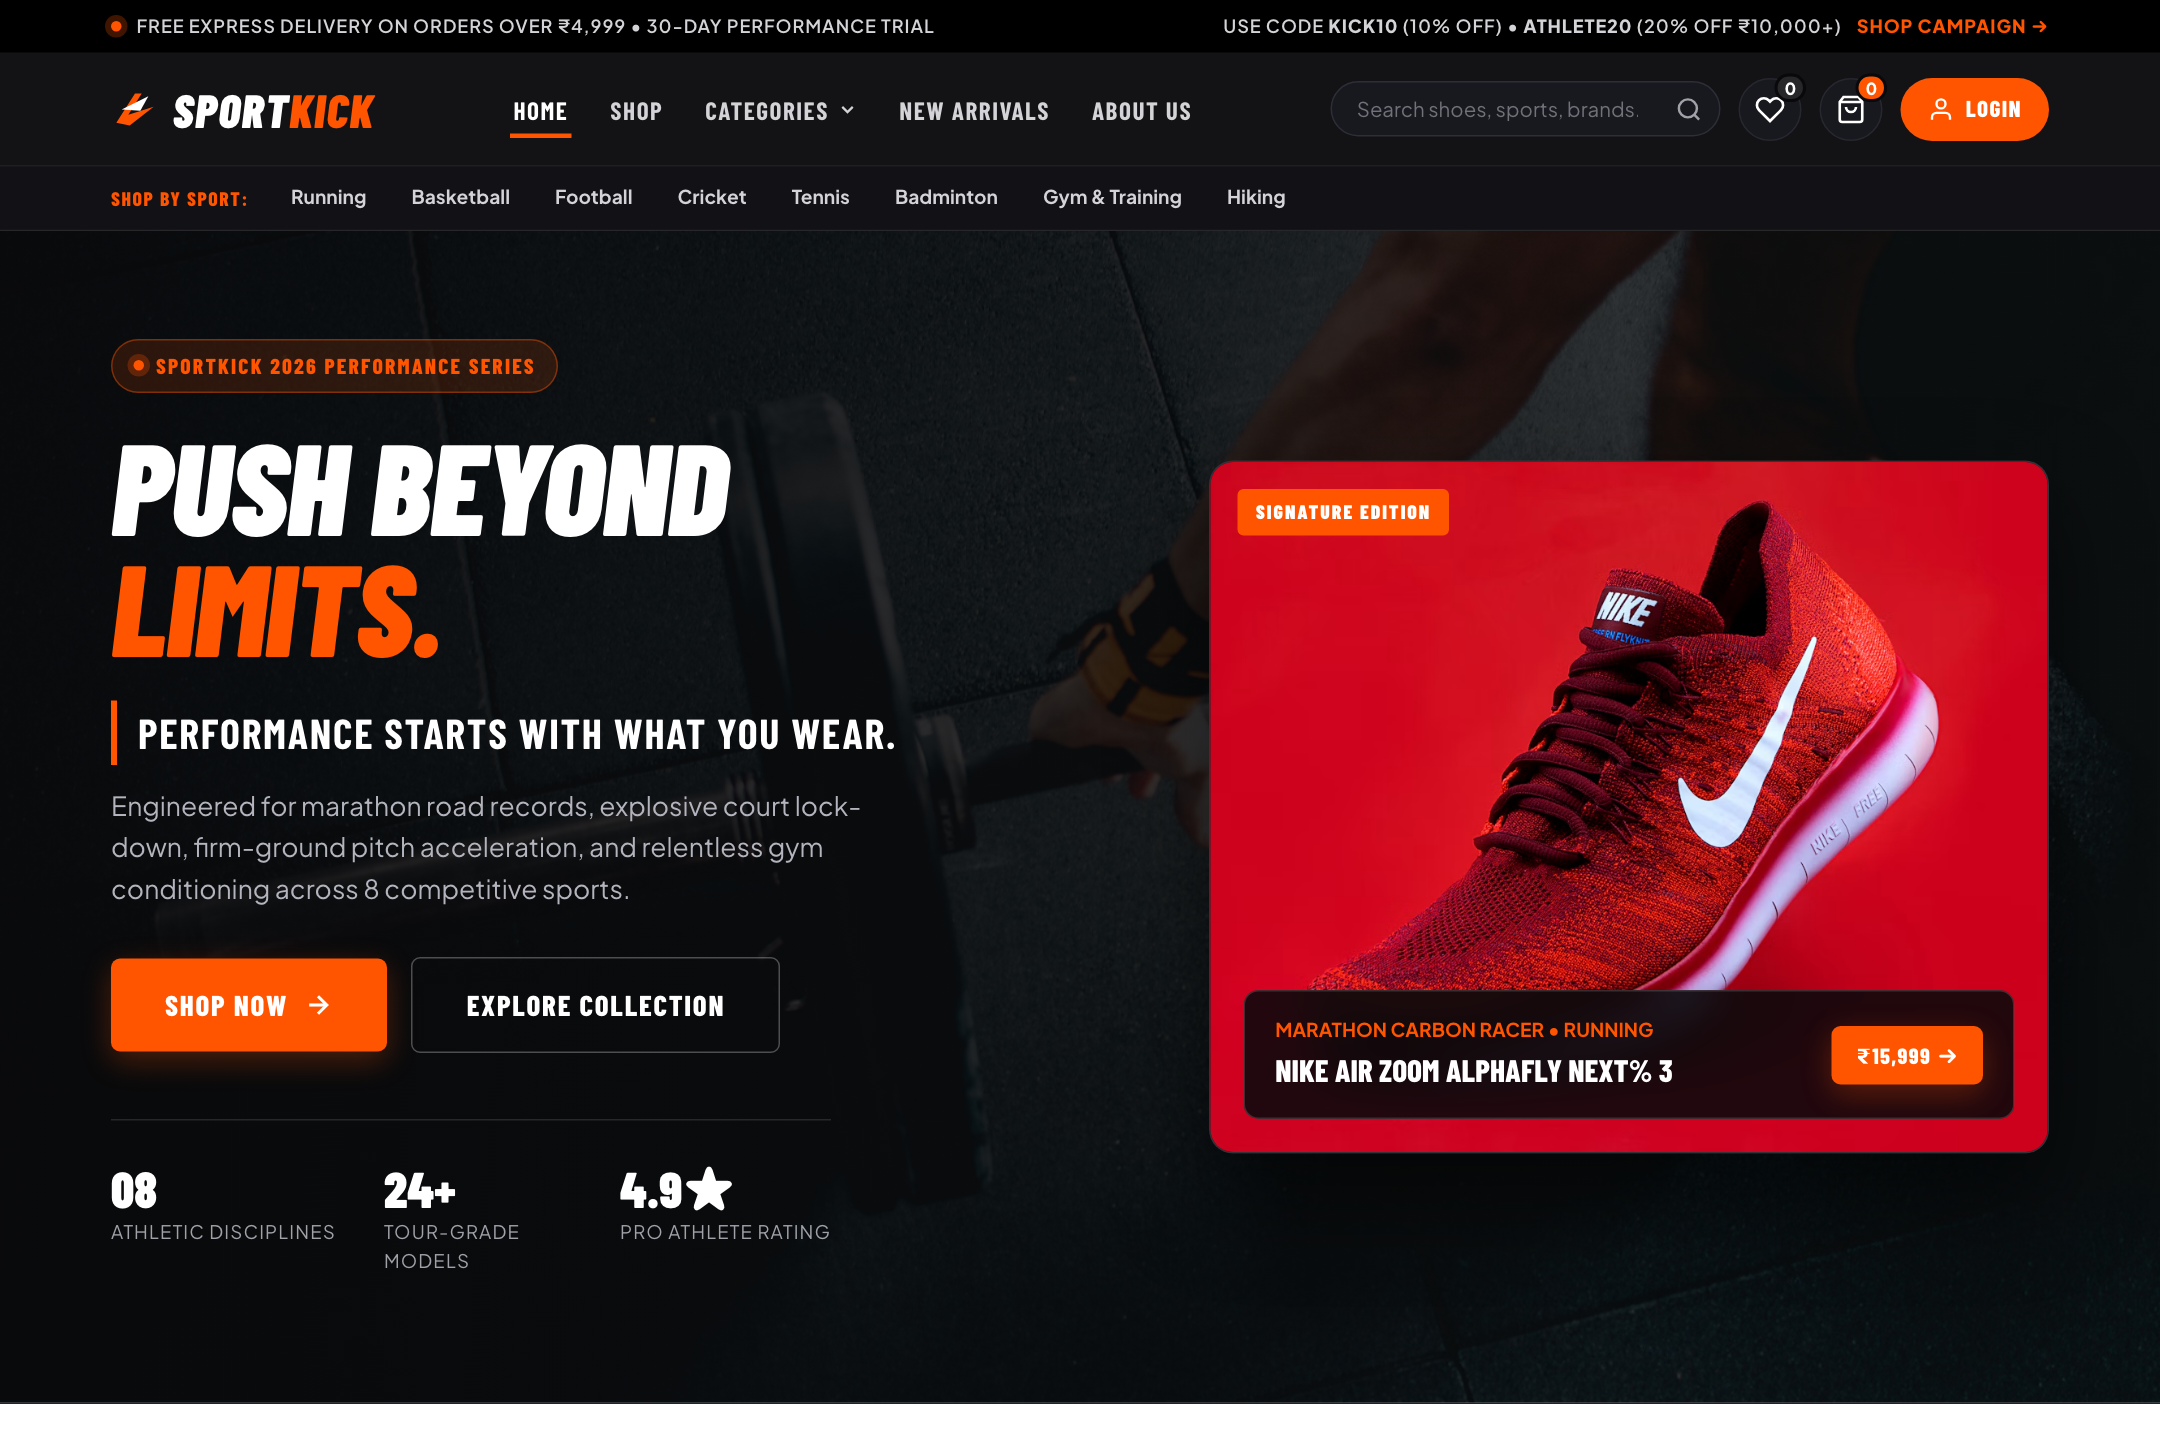 FREE EXPRESS DELIVERY ON ORDERS OVER ₹4,999 • 30-DAY PERFORMANCE TRIAL
USE CODE KICK10 (10% OFF) • ATHLETE20 (20% OFF ₹10,000+) SHOP CAMPAIGN →
SPORTKICK
HOME SHOP CATEGORIES NEW ARRIVALS ABOUT US
Search shoes, sports, brands.
0
0
LOGIN
SHOP BY SPORT: Running Basketball Football Cricket Tennis Badminton Gym & Training Hiking
SPORTKICK 2026 PERFORMANCE SERIES
PUSH BEYOND
LIMITS.
PERFORMANCE STARTS WITH WHAT YOU WEAR.
Engineered for marathon road records, explosive court lock-
down, firm-ground pitch acceleration, and relentless gym
conditioning across 8 competitive sports.
SHOP NOW →
EXPLORE COLLECTION
08
ATHLETIC DISCIPLINES
24+
TOUR-GRADE
MODELS
4.9★
PRO ATHLETE RATING
SIGNATURE EDITION
NIKE
NIKE FREE
MARATHON CARBON RACER • RUNNING
NIKE AIR ZOOM ALPHAFLY NEXT% 3
₹15,999 →